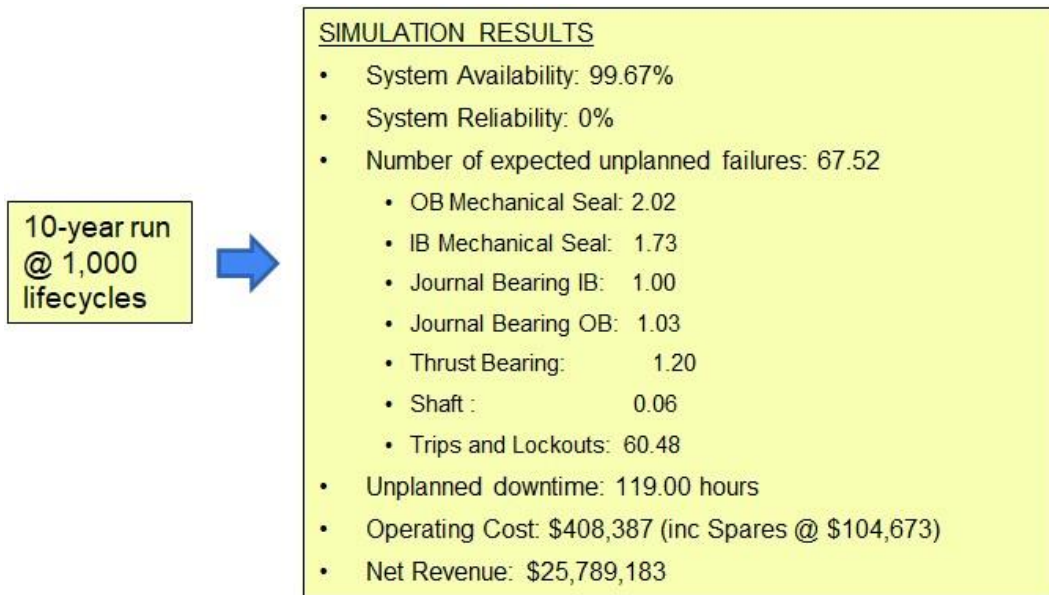 10-year run
@ 1,000
lifecycles
SIMULATION RESULTS
• System Availability: 99.67%
• System Reliability: 0%
• Number of expected unplanned failures: 67.52
• OB Mechanical Seal: 2.02
• IB Mechanical Seal: 1.73
• Journal Bearing IB: 1.00
• Journal Bearing OB: 1.03
• Thrust Bearing: 1.20
• Shaft : 0.06
• Trips and Lockouts: 60.48
• Unplanned downtime: 119.00 hours
• Operating Cost: $408,387 (inc Spares @ $104,673)
• Net Revenue: $25,789,183